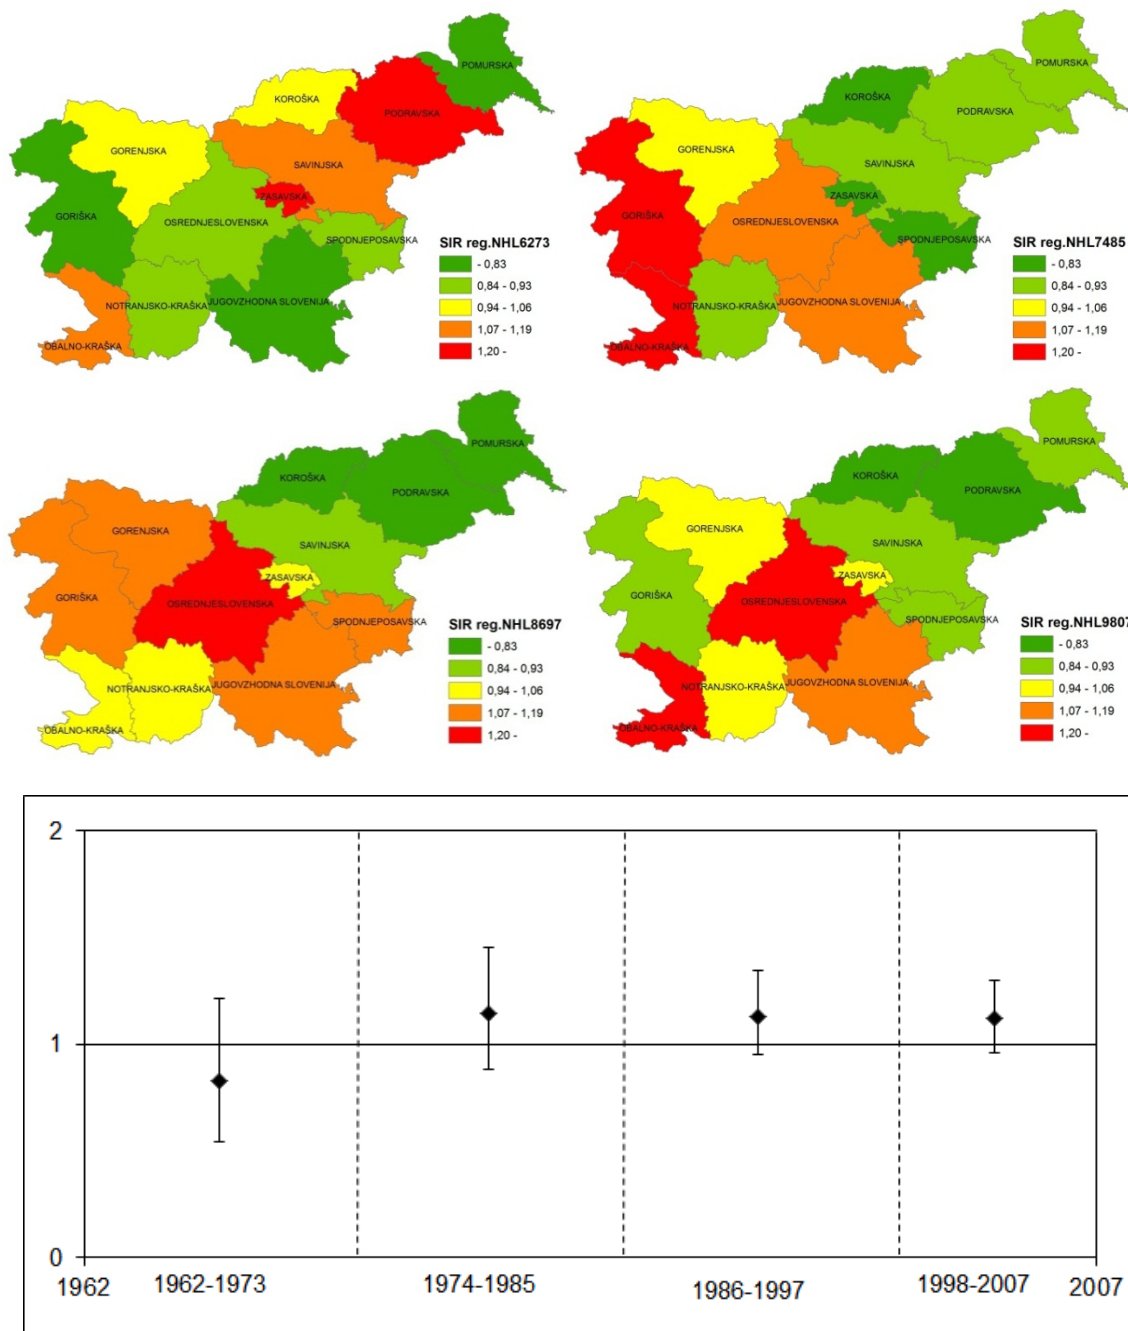 POMURSKA
KOROŠKA
PODRAVSKA
GORENJSKA
SAVINJSKA
ZASAVSKA
GORIŠKA
OSREDNJESLOVENSKA
SPODNJEPOSAVSKA
NOTRANJSKO-KRAŠKA
JUGOVZHODNA SLOVENIJA
OBALNO-KRAŠKA
SIR reg.NHL6273
- 0,83
0,84 - 0,93
0,94 - 1,06
1,07 - 1,19
1,20 -
POMURSKA
KOROŠKA
PODRAVSKA
GORENJSKA
SAVINJSKA
ZASAVSKA
GORIŠKA
OSREDNJESLOVENSKA
SPODNJEPOSAVSKA
NOTRANJSKO-KRAŠKA
JUGOVZHODNA SLOVENIJA
OBALNO-KRAŠKA
SIR reg.NHL7485
- 0,83
0,84 - 0,93
0,94 - 1,06
1,07 - 1,19
1,20 -
POMURSKA
KOROŠKA
PODRAVSKA
GORENJSKA
SAVINJSKA
ZASAVSKA
GORIŠKA
OSREDNJESLOVENSKA
SPODNJEPOSAVSKA
NOTRANJSKO-KRAŠKA
JUGOVZHODNA SLOVENIJA
OBALNO-KRAŠKA
SIR reg.NHL8697
- 0,83
0,84 - 0,93
0,94 - 1,06
1,07 - 1,19
1,20 -
POMURSKA
KOROŠKA
PODRAVSKA
GORENJSKA
SAVINJSKA
ZASAVSKA
GORIŠKA
OSREDNJESLOVENSKA
SPODNJEPOSAVSKA
NOTRANJSKO-KRAŠKA
JUGOVZHODNA SLOVENIJA
OBALNO-KRAŠKA
SIR reg.NHL9807
- 0,83
0,84 - 0,93
0,94 - 1,06
1,07 - 1,19
1,20 -
2
1
0
1962 1962-1973 1974-1985 1986-1997 1998-2007 2007